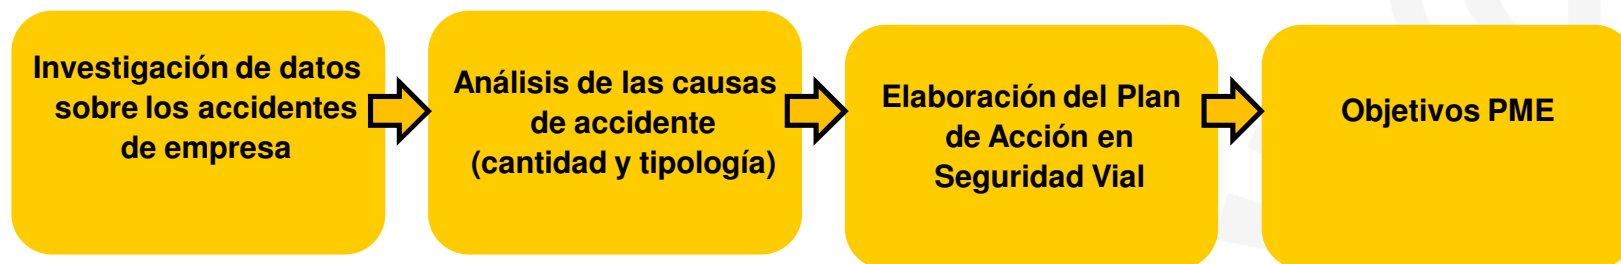 Investigación de datos
sobre los accidentes
de empresa
Análisis de las causas
de accidente
(cantidad y tipología)
Elaboración del Plan
de Acción en
Seguridad Vial
Objetivos PME